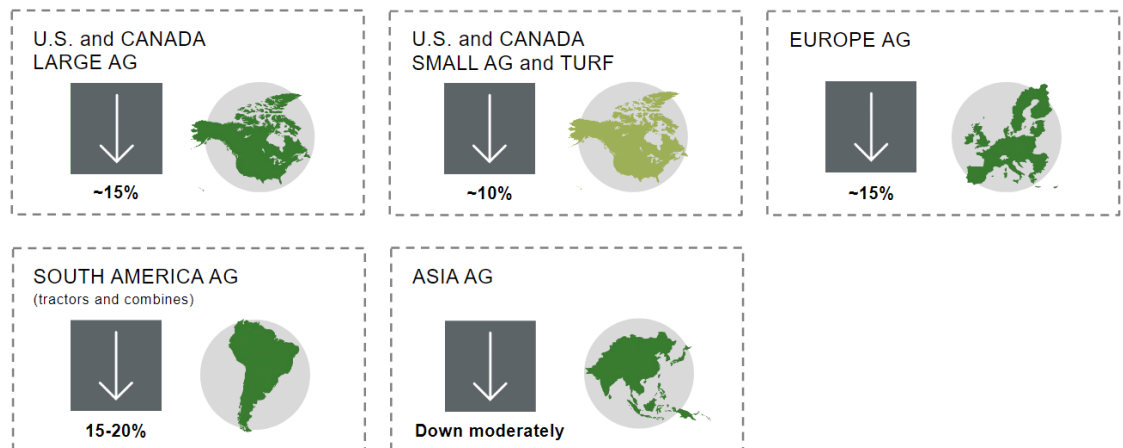 U.S. and CANADA
LARGE AG
~15%
U.S. and CANADA
SMALL AG and TURF
~10%
EUROPE AG
~15%
SOUTH AMERICA AG
(tractors and combines)
15-20%
ASIA AG
Down moderately